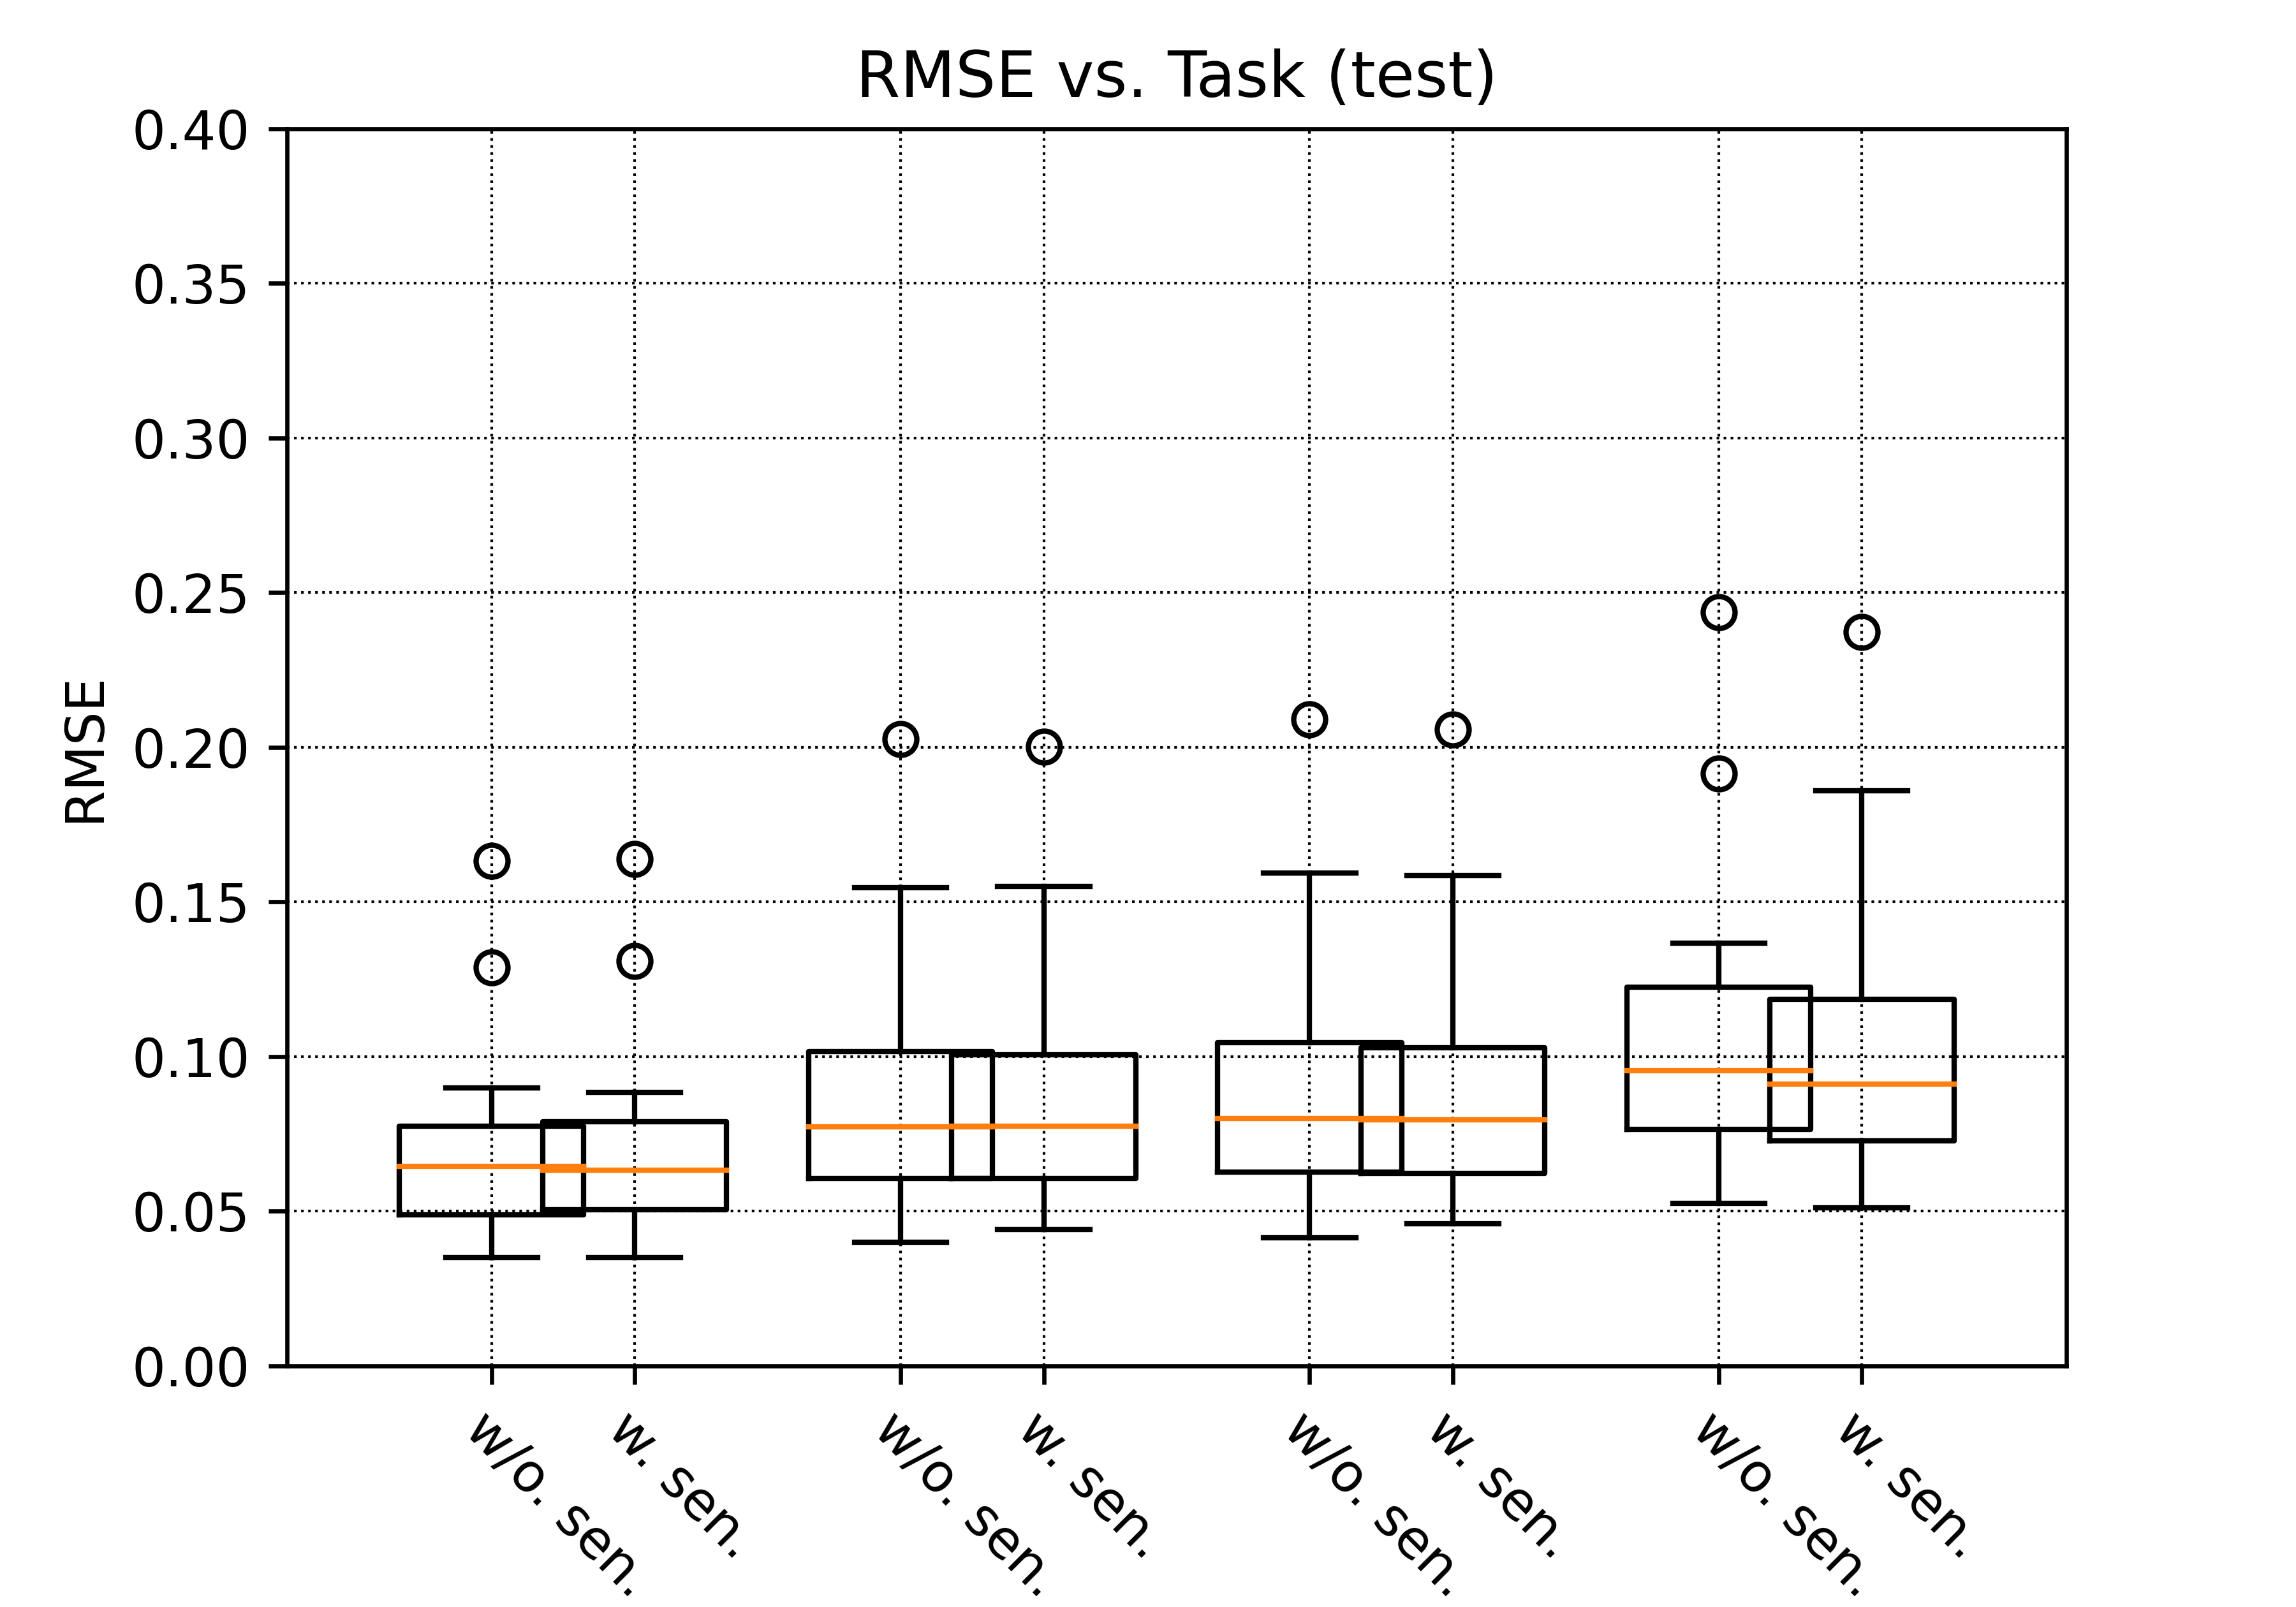 RMSE vs. Task (test)
0.40
0.35
0.30
0.25
0.20
0.15
0.10
0.05
0.00
RMSE
w/o. sen.
w. sen.
w/o. sen.
w. sen.
w/o. sen.
w. sen.
w/o. sen.
w. sen.